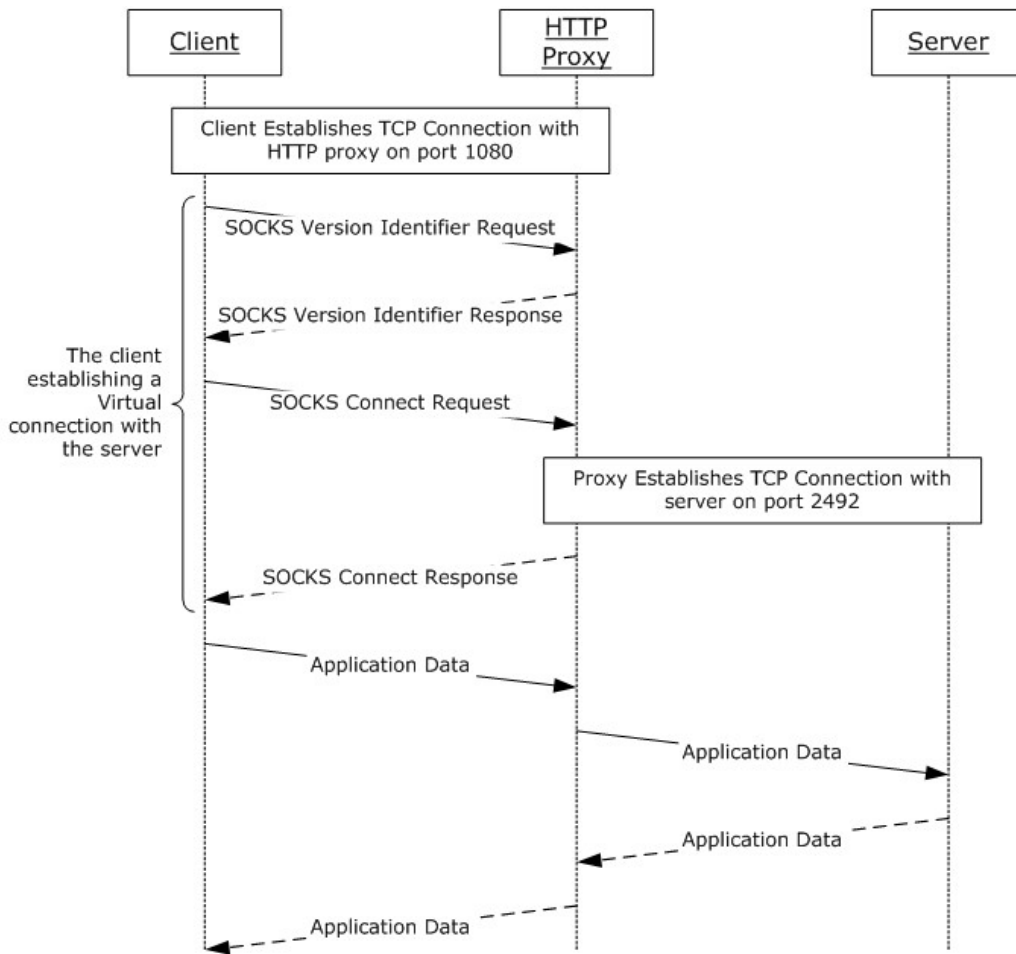 Client
HTTP
Proxy
Server
Client Establishes TCP Connection with
HTTP proxy on port 1080
SOCKS Version Identifier Request
SOCKS Version Identifier Response
The client
establishing a
Virtual
connection with
the server
SOCKS Connect Request
Proxy Establishes TCP Connection with
server on port 2492
SOCKS Connect Response
Application Data
Application Data
Application Data
Application Data